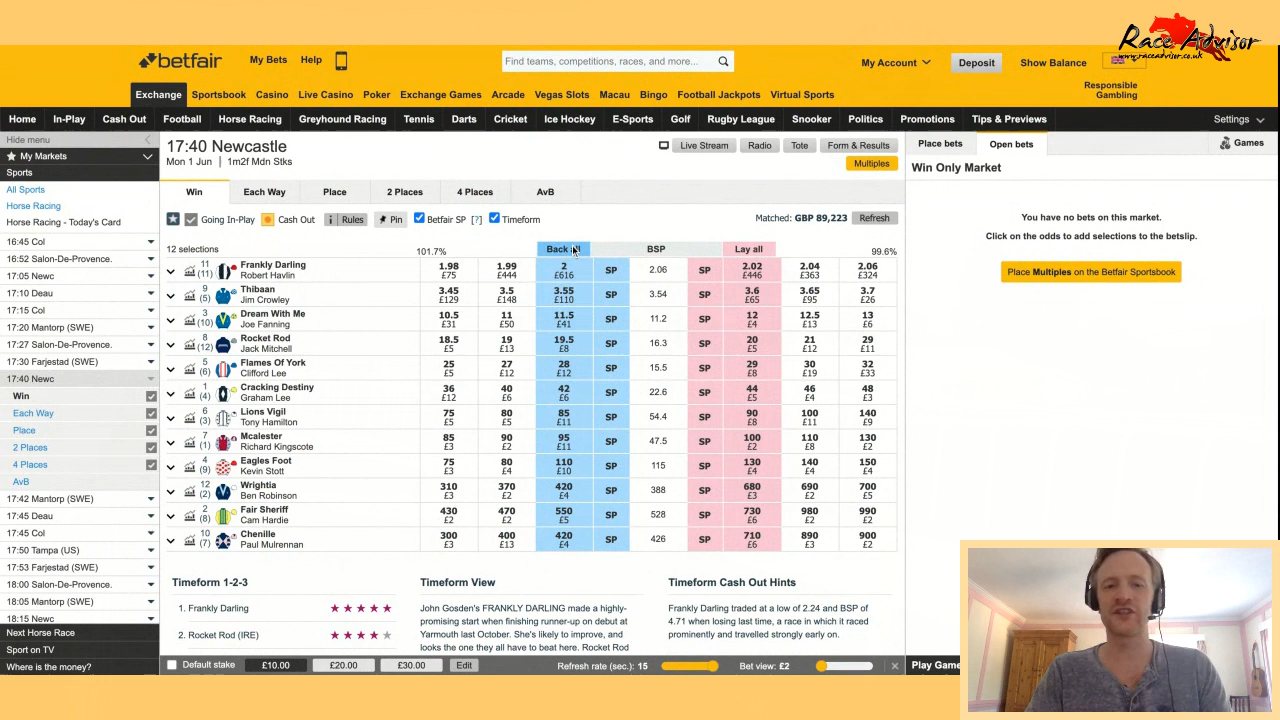 Race Advisor
www.raceadvisor.co.uk
betfair
My Bets
Help
Find teams, competitions, races, and more...
My Account
Deposit
Show Balance
Responsible
Gambling
Exchange Sportsbook Casino Live Casino Poker Exchange Games Arcade Vegas Slots Macau Bingo Football Jackpots Virtual Sports
Home In-Play Cash Out Football Horse Racing Greyhound Racing Tennis Darts Cricket Ice Hockey E-Sports Golf Rugby League Snooker Politics Promotions Tips & Previews Settings
Hide menu
My Markets
Sports
All Sports
Horse Racing
Horse Racing - Today's Card
16:45 Col
16:52 Salon-De-Provence.
17:05 Newc
17:10 Deau
17:15 Col
17:20 Mantorp (SWE)
17:27 Salon-De-Provence.
17:30 Farjestad (SWE)
17:40 Newc
Win
Each Way
Place
2 Places
4 Places
AvB
17:42 Mantorp (SWE)
17:45 Deau
17:45 Col
17:50 Tampa (US)
17:53 Farjestad (SWE)
18:00 Salon-De-Provence.
18:05 Mantorp (SWE)
18:15 Newc
Next Horse Race
Sport on TV
Where is the money?
17:40 Newcastle
Mon 1 Jun | 1m2f Mdn Stks
Live Stream Radio Tote Form & Results
Multiples
Win Each Way Place 2 Places 4 Places AvB
Going In-Play Cash Out i Rules Pin Betfair SP [?] Timeform
Matched: GBP 89,223 Refresh
12 selections 101.7% Back all BSP Lay all 99.6%
11 Frankly Darling 1.98 1.99 2 SP 2.06 SP 2.02 2.04 2.06
(11) Robert Havlin £75 £444 £616 £446 £363 £324
9 Thibaan 3.45 3.5 3.55 SP 3.54 SP 3.6 3.65 3.7
(5) Jim Crowley £129 £148 £110 £65 £95 £26
3 Dream With Me 10.5 11 11.5 SP 11.2 SP 12 12.5 13
(10) Joe Fanning £31 £50 £41 £4 £13 £6
8 Rocket Rod 18.5 19 19.5 SP 16.3 SP 20 21 29
(12) Jack Mitchell £5 £13 £8 £5 £12 £11
5 Flames Of York 25 27 28 SP 15.5 SP 29 30 32
(6) Clifford Lee £5 £12 £12 £8 £19 £33
1 Cracking Destiny 36 40 42 SP 22.6 SP 44 46 48
(4) Graham Lee £12 £6 £6 £5 £4 £3
6 Lions Vigil 75 80 85 SP 54.4 SP 90 100 140
(3) Tony Hamilton £5 £5 £11 £8 £11 £9
7 Mcalester 85 90 95 SP 47.5 SP 100 110 130
(1) Richard Kingscote £3 £2 £11 £2 £8 £2
4 Eagles Foot 75 80 110 SP 115 SP 130 140 150
(9) Kevin Stott £3 £4 £10 £4 £4 £4
12 Wrightia 310 370 420 SP 388 SP 680 690 700
(2) Ben Robinson £3 £2 £4 £3 £2 £5
2 Fair Sheriff 430 470 550 SP 528 SP 730 980 990
(8) Cam Hardie £2 £2 £5 £6 £2 £2
10 Chenille 300 400 420 SP 426 SP 710 890 900
(7) Paul Mulrennan £3 £13 £4 £6 £3 £2
Timeform 1-2-3
1. Frankly Darling
2. Rocket Rod (IRE)
Timeform View
John Gosden's FRANKLY DARLING made a highly-
promising start when finishing runner-up on debut at
Yarmouth last October. She's likely to improve, and
looks the one they all have to beat here. Rocket Rod
Timeform Cash Out Hints
Frankly Darling traded at a low of 2.24 and BSP of
4.71 when losing last time, a race in which it raced
prominently and travelled strongly early on.
Default stake £10.00 £20.00 £30.00 Edit Refresh rate (sec.): 15 Bet view: £2
Place bets Open bets Games
Win Only Market
You have no bets on this market.
Click on the odds to add selections to the betslip.
Place Multiples on the Betfair Sportsbook
Play Game